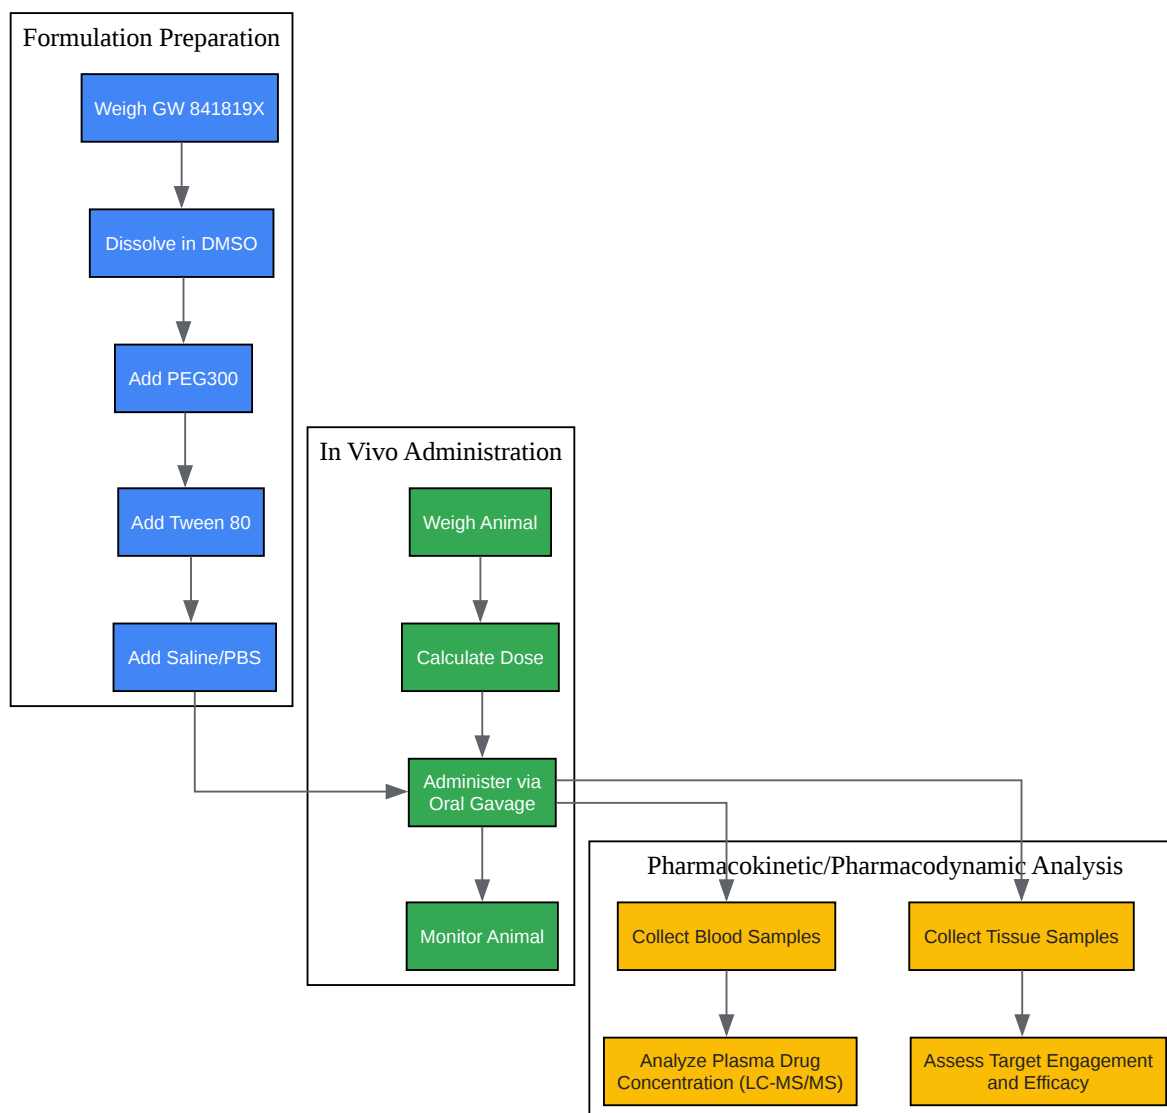 Formulation Preparation
Weigh GW 841819X
Dissolve in DMSO
Add PEG300
Add Tween 80
Add Saline/PBS
In Vivo Administration
Weigh Animal
Calculate Dose
Administer via
Oral Gavage
Monitor Animal
Pharmacokinetic/Pharmacodynamic Analysis
Collect Blood Samples
Analyze Plasma Drug
Concentration (LC-MS/MS)
Collect Tissue Samples
Assess Target Engagement
and Efficacy